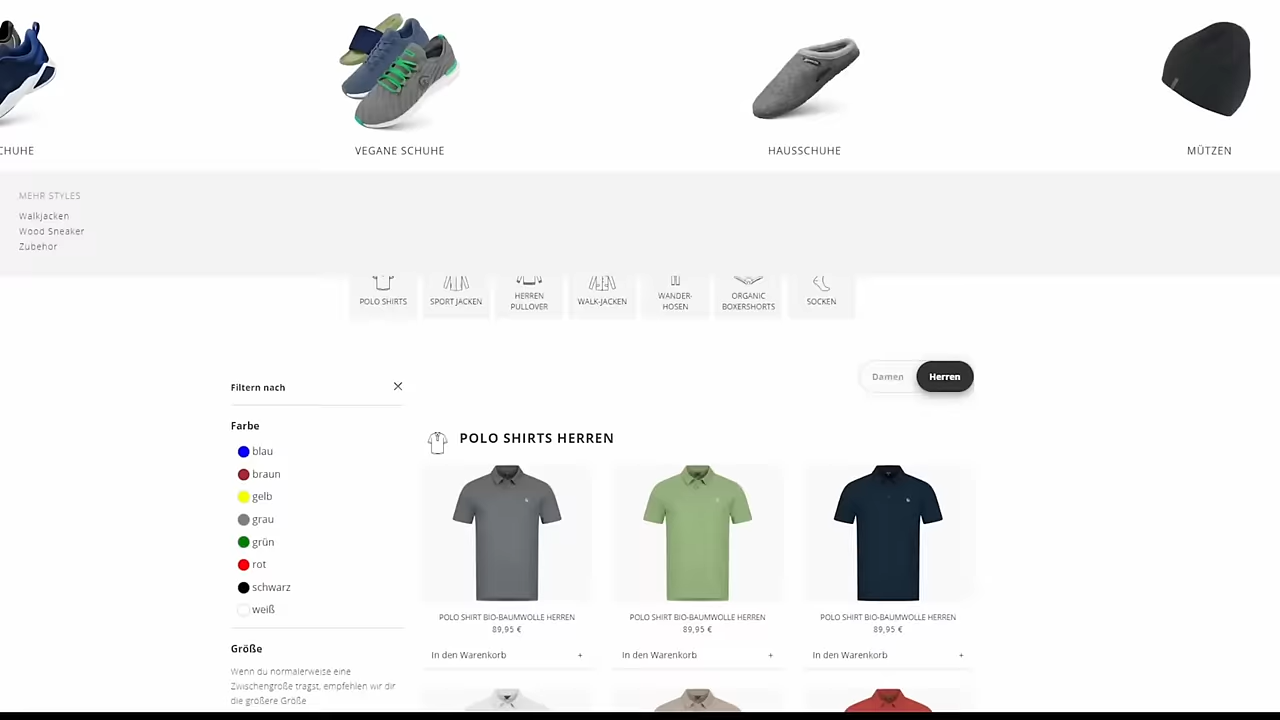 CHUHE
VEGANE SCHUHE
HAUSSCHUHE
MÜTZEN
MEHR STYLES
Walkjacken
Wood Sneaker
Zubehör
POLO SHIRTS
SPORT JACKEN
HERREN
PULLOVER
WALK-JACKEN
WANDER-
HOSEN
ORGANIC
BOXERSHORTS
SOCKEN
Damen
Herren
Filtern nach
Farbe
blau
braun
gelb
grau
grün
rot
schwarz
weiß
Größe
Wenn du normalerweise eine
Zwischengröße trägst, empfehlen wir dir
die größere Größe
POLO SHIRTS HERREN
POLO SHIRT BIO-BAUMWOLLE HERREN
89,95 €
In den Warenkorb +
POLO SHIRT BIO-BAUMWOLLE HERREN
89,95 €
In den Warenkorb +
POLO SHIRT BIO-BAUMWOLLE HERREN
89,95 €
In den Warenkorb +